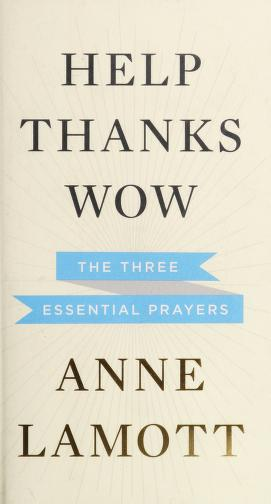 HELP
THANKS
WOW
THE THREE
ESSENTIAL PRAYERS
ANNE
LAMOTT